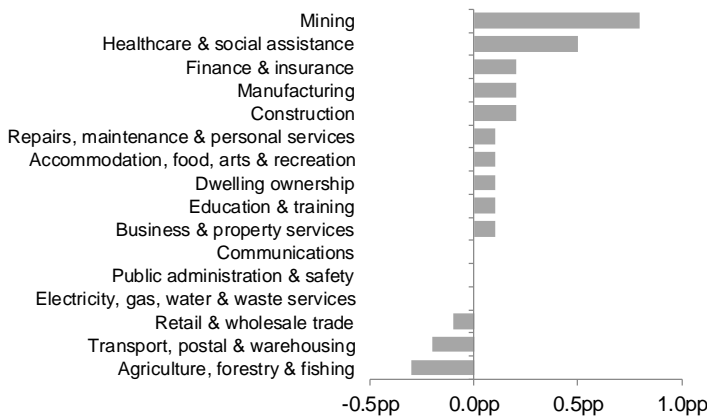 Mining
Healthcare & social assistance
Finance & insurance
Manufacturing
Construction
Repairs, maintenance & personal services
Accommodation, food, arts & recreation
Dwelling ownership
Education & training
Business & property services
Communications
Public administration & safety
Electricity, gas, water & waste services
Retail & wholesale trade
Transport, postal & warehousing
Agriculture, forestry & fishing
-0.5pp 0.0pp 0.5pp 1.0pp